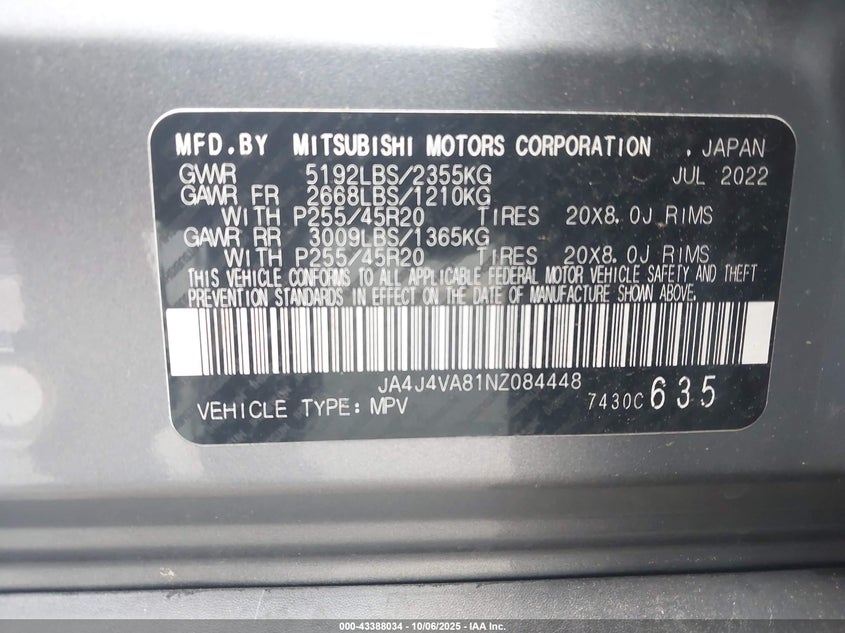 MFD.BY MITSUBISHI MOTORS CORPORATION . JAPAN
GVWR 5192LBS/2355KG JUL 2022
GAWR FR 2668LBS/1210KG
WITH P255/45R20 TIRES 20X8.0J RIMS
GAWR RR 3009LBS/1365KG
WITH P255/45R20 TIRES 20X8.0J RIMS
THIS VEHICLE CONFORMS TO ALL APPLICABLE FEDERAL MOTOR VEHICLE SAFETY AND THEFT
PREVENTION STANDARDS IN EFFECT ON THE DATE OF MANUFACTURE SHOWN ABOVE.
JA4J4VA81NZ084448
VEHICLE TYPE:MPV 7430C 635
000-43388034 - 10/06/2025 - IAA Inc.